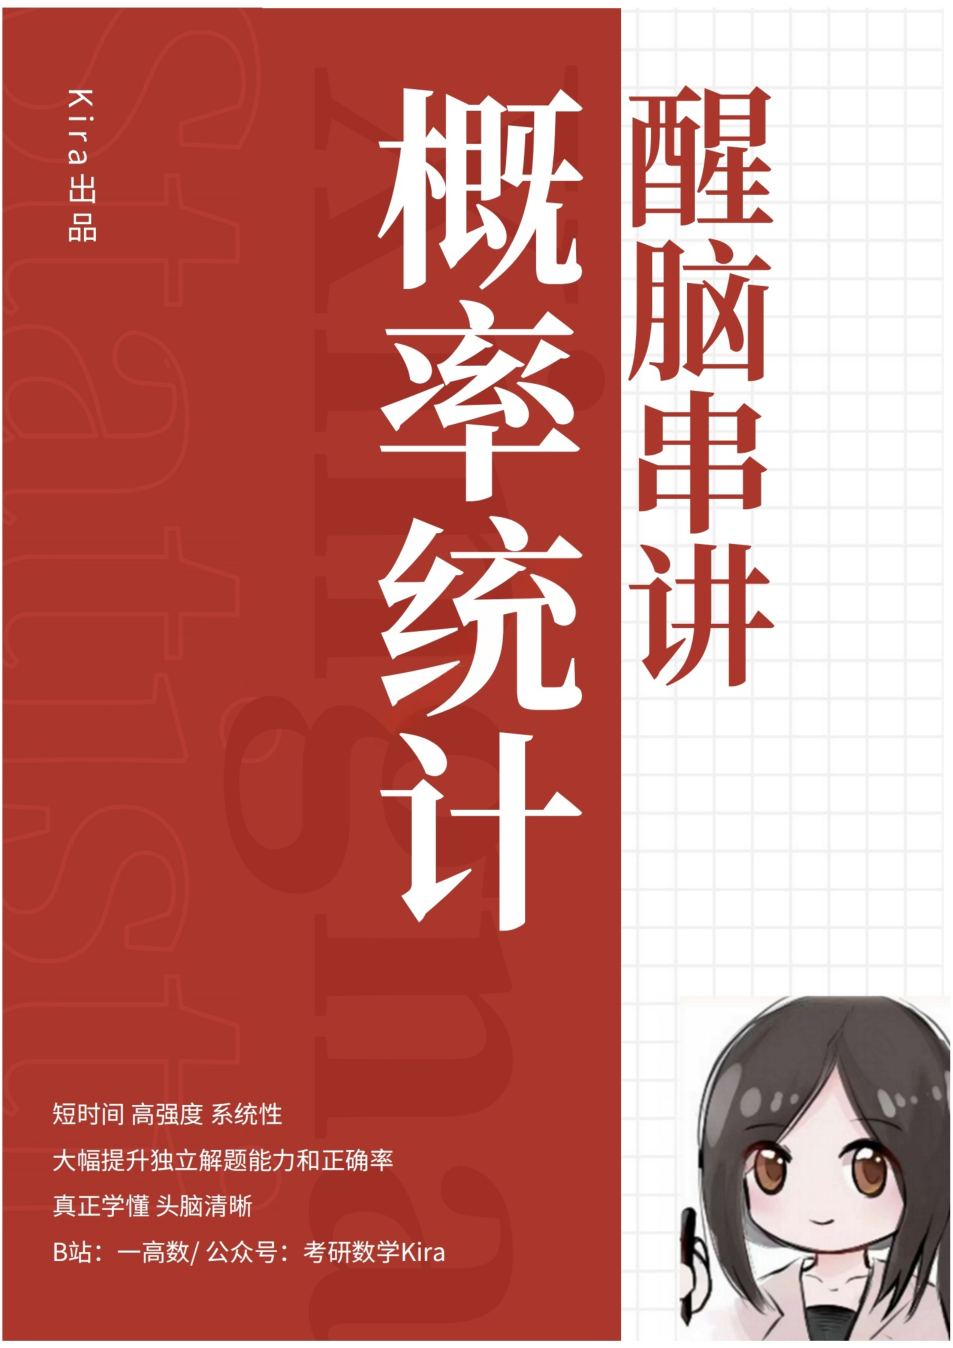 Kira出品
概率统计
醒脑串讲
短时间 高强度 系统性
大幅提升独立解题能力和正确率
真正学懂 头脑清晰
B站：一高数/ 公众号：考研数学Kira